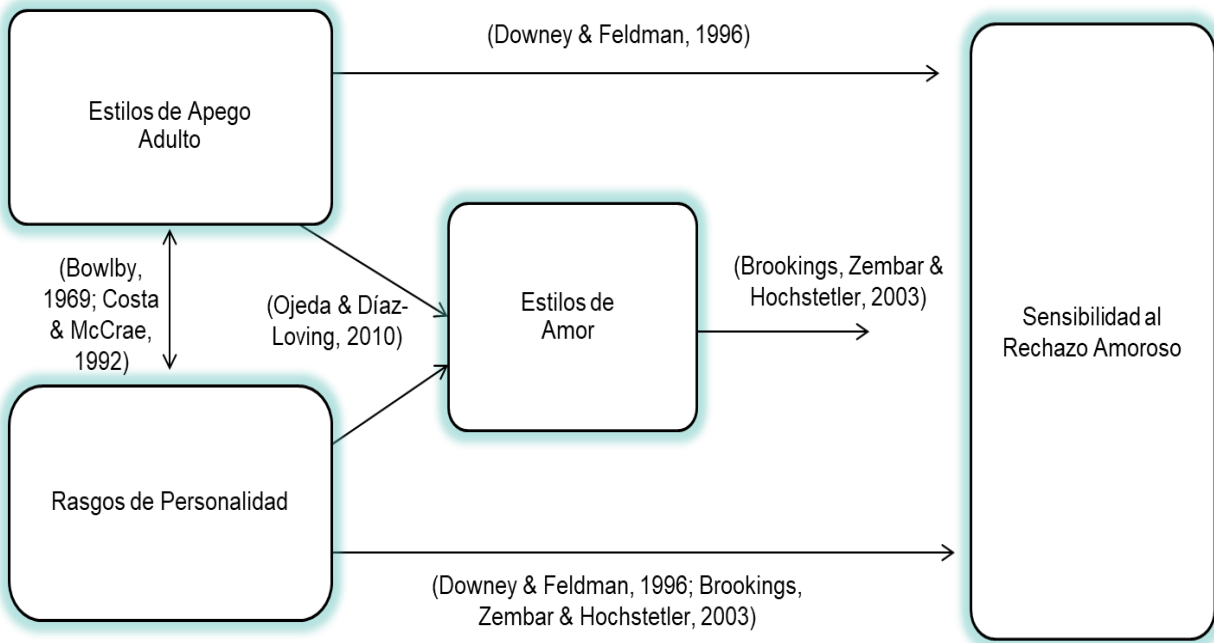 (Downey & Feldman, 1996)
Estilos de Apego
Adulto
(Bowlby,
1969; Costa
& McCrae,
1992)
(Ojeda & Díaz-
Loving, 2010)
Estilos de
Amor
(Brookings, Zembar &
Hochstetler, 2003)
Sensibilidad al
Rechazo Amoroso
Rasgos de Personalidad
(Downey & Feldman, 1996; Brookings,
Zembar & Hochstetler, 2003)